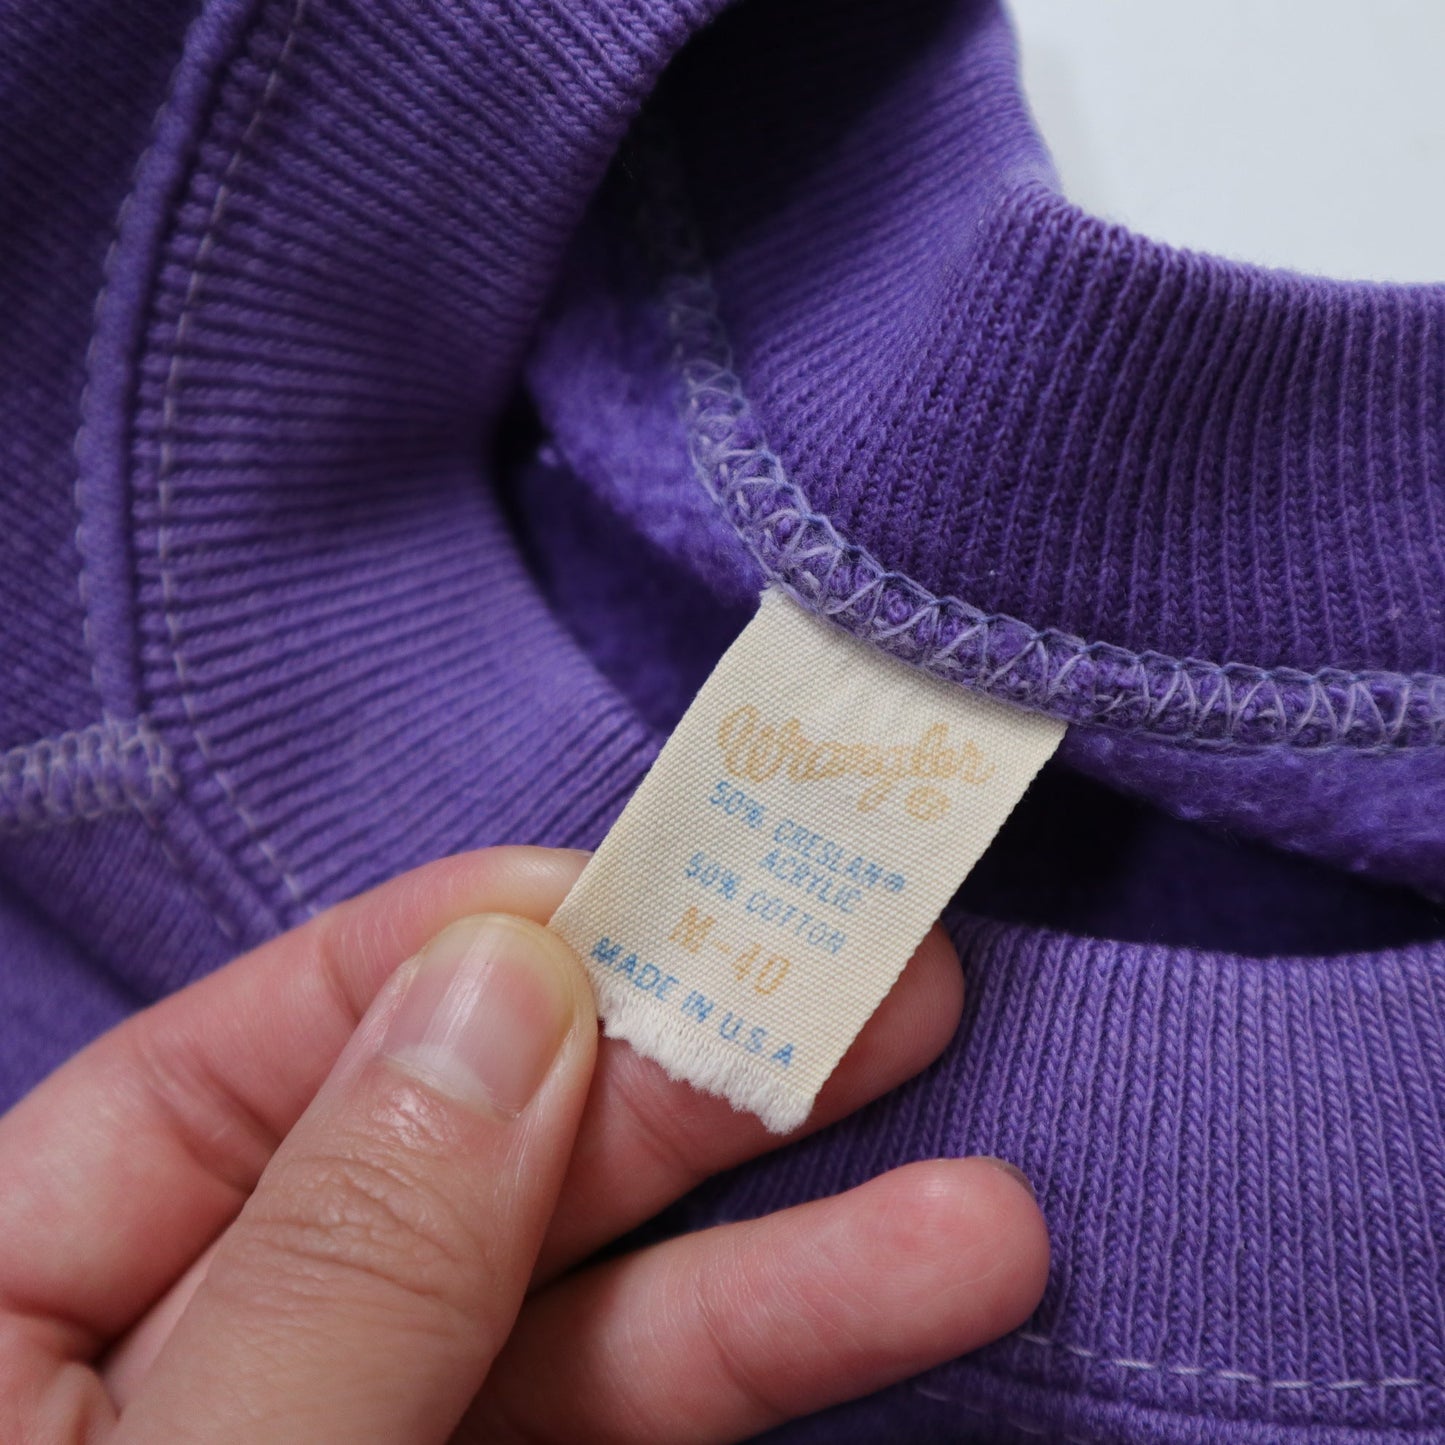 Wrangler®
50% CRESLAN®
ACRYLIC
50% COTTON
M-40
MADE IN U.S.A